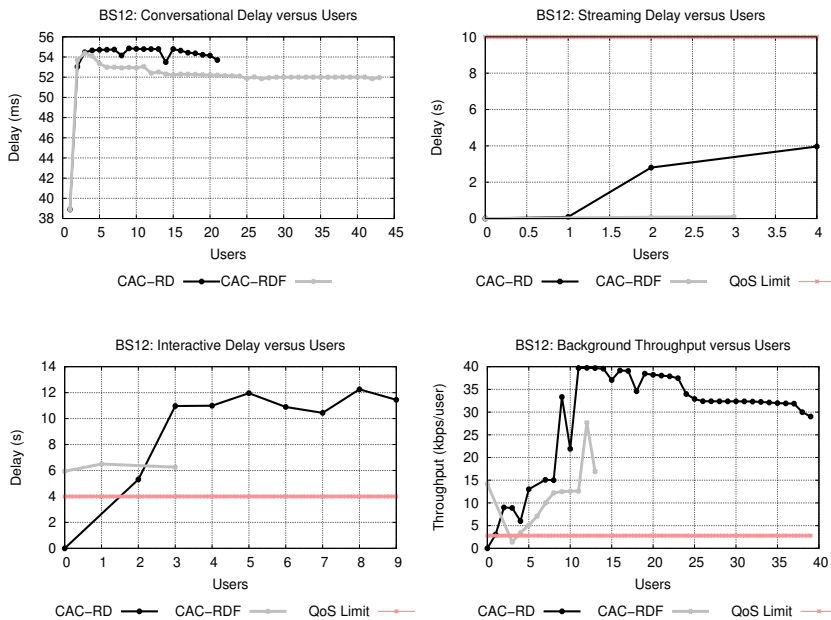 BS12: Conversational Delay versus Users
56
54
52
50
48
46
44
42
40
38
Delay (ms)
0 5 10 15 20 25 30 35 40 45
Users
CAC−RD CAC−RDF
BS12: Streaming Delay versus Users
10
8
6
4
2
0
Delay (s)
0 0.5 1 1.5 2 2.5 3 3.5 4
Users
CAC−RD CAC−RDF QoS Limit
BS12: Interactive Delay versus Users
14
12
10
8
6
4
2
0
Delay (s)
0 1 2 3 4 5 6 7 8 9
Users
CAC−RD CAC−RDF QoS Limit
BS12: Background Throughput versus Users
40
35
30
25
20
15
10
5
0
Throughput (kbps/user)
0 5 10 15 20 25 30 35 40
Users
CAC−RD CAC−RDF QoS Limit